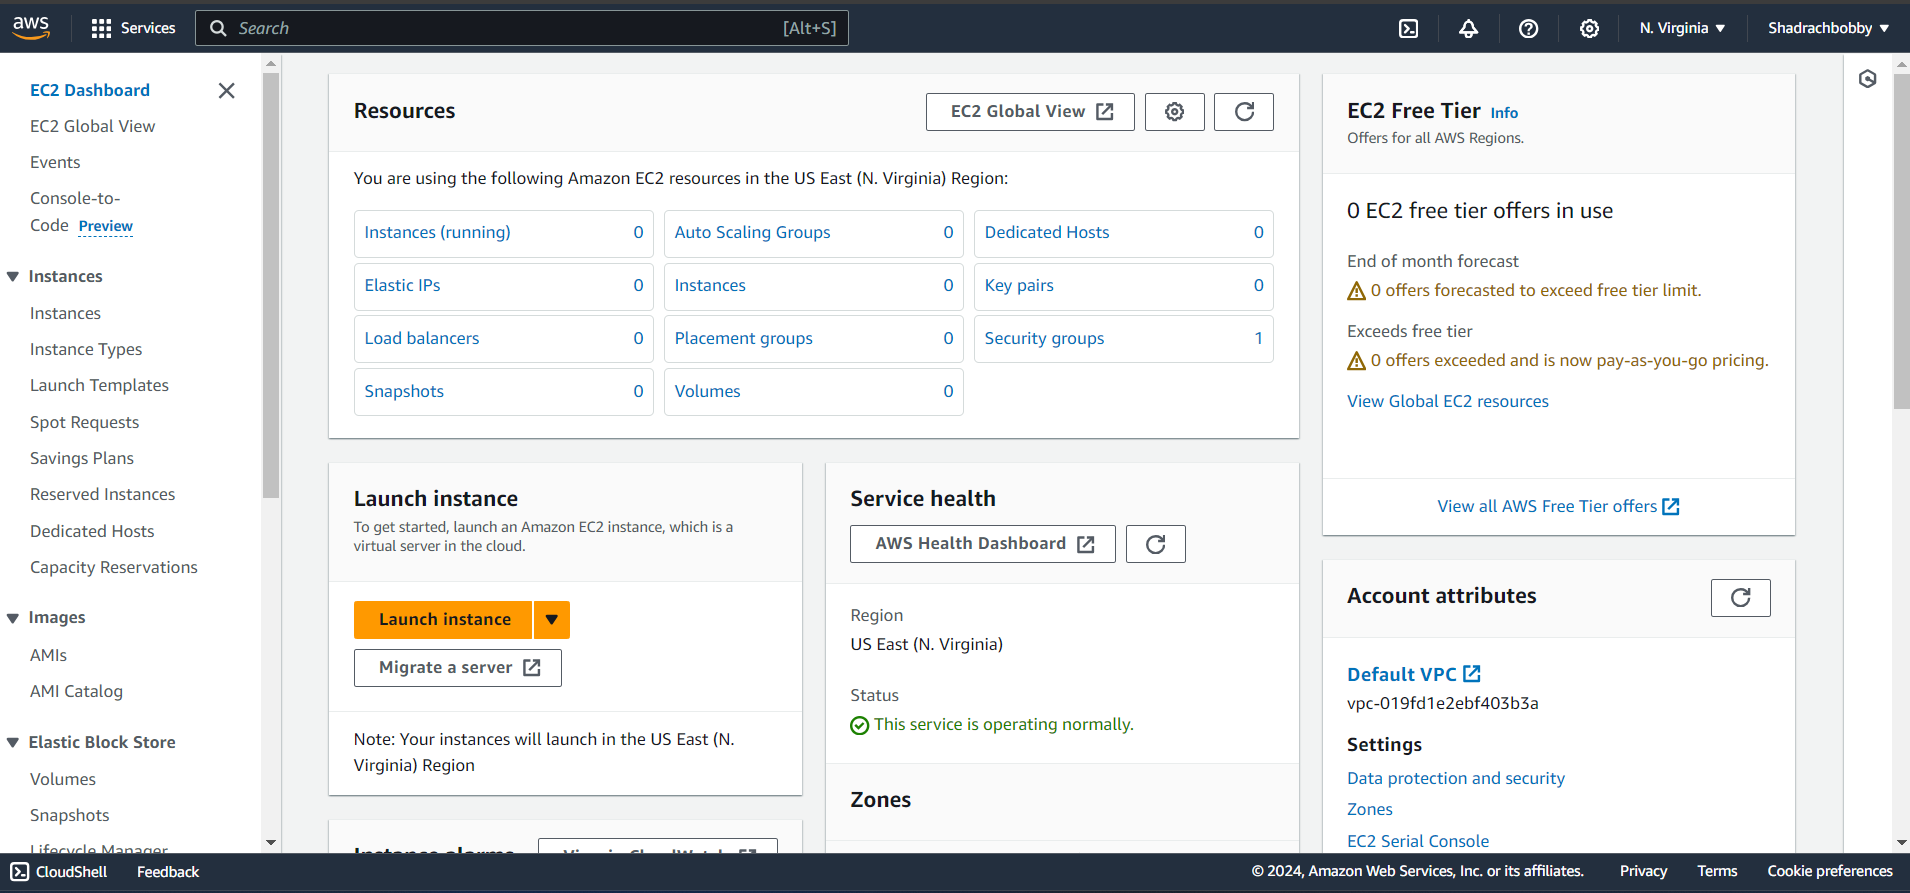 aws
Services
Search
[Alt+S]
N. Virginia
Shadrachbobby
EC2 Dashboard
EC2 Global View
Events
Console-to-
Code Preview
Instances
Instances
Instance Types
Launch Templates
Spot Requests
Savings Plans
Reserved Instances
Dedicated Hosts
Capacity Reservations
Images
AMIs
AMI Catalog
Elastic Block Store
Volumes
Snapshots
Lifecycle Manager
Resources
EC2 Global View
You are using the following Amazon EC2 resources in the US East (N. Virginia) Region:
Instances (running) 0
Auto Scaling Groups 0
Dedicated Hosts 0
Elastic IPs 0
Instances 0
Key pairs 0
Load balancers 0
Placement groups 0
Security groups 1
Snapshots 0
Volumes 0
Launch instance
To get started, launch an Amazon EC2 instance, which is a
virtual server in the cloud.
Launch instance
Migrate a server
Note: Your instances will launch in the US East (N.
Virginia) Region
Instance alarms
View in CloudWatch
Service health
AWS Health Dashboard
Region
US East (N. Virginia)
Status
This service is operating normally.
Zones
EC2 Free Tier Info
Offers for all AWS Regions.
0 EC2 free tier offers in use
End of month forecast
0 offers forecasted to exceed free tier limit.
Exceeds free tier
0 offers exceeded and is now pay-as-you-go pricing.
View Global EC2 resources
View all AWS Free Tier offers
Account attributes
Default VPC
vpc-019fd1e2ebf403b3a
Settings
Data protection and security
Zones
EC2 Serial Console
CloudShell
Feedback
© 2024, Amazon Web Services, Inc. or its affiliates.
Privacy
Terms
Cookie preferences